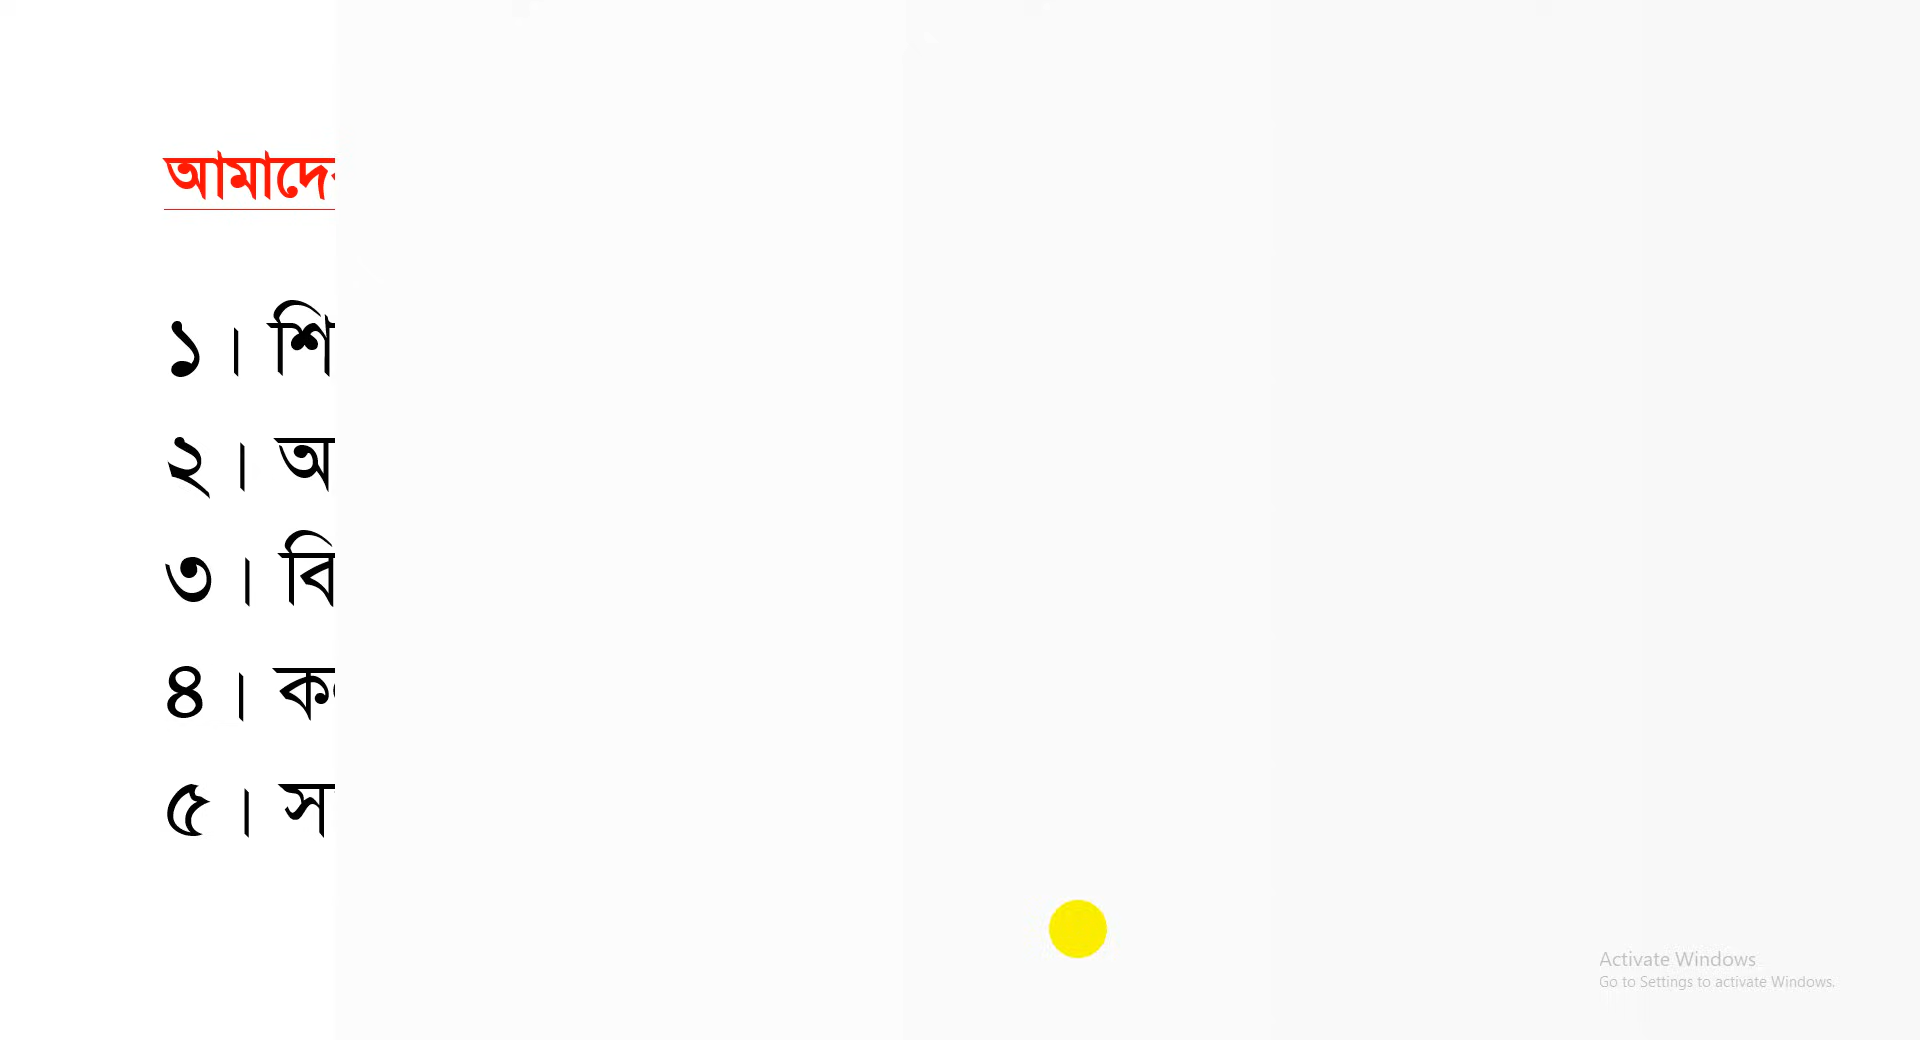 আমাদের
১। শি
২। অ
৩। বি
৪। ক
৫। স
Activate Windows
Go to Settings to activate Windows.